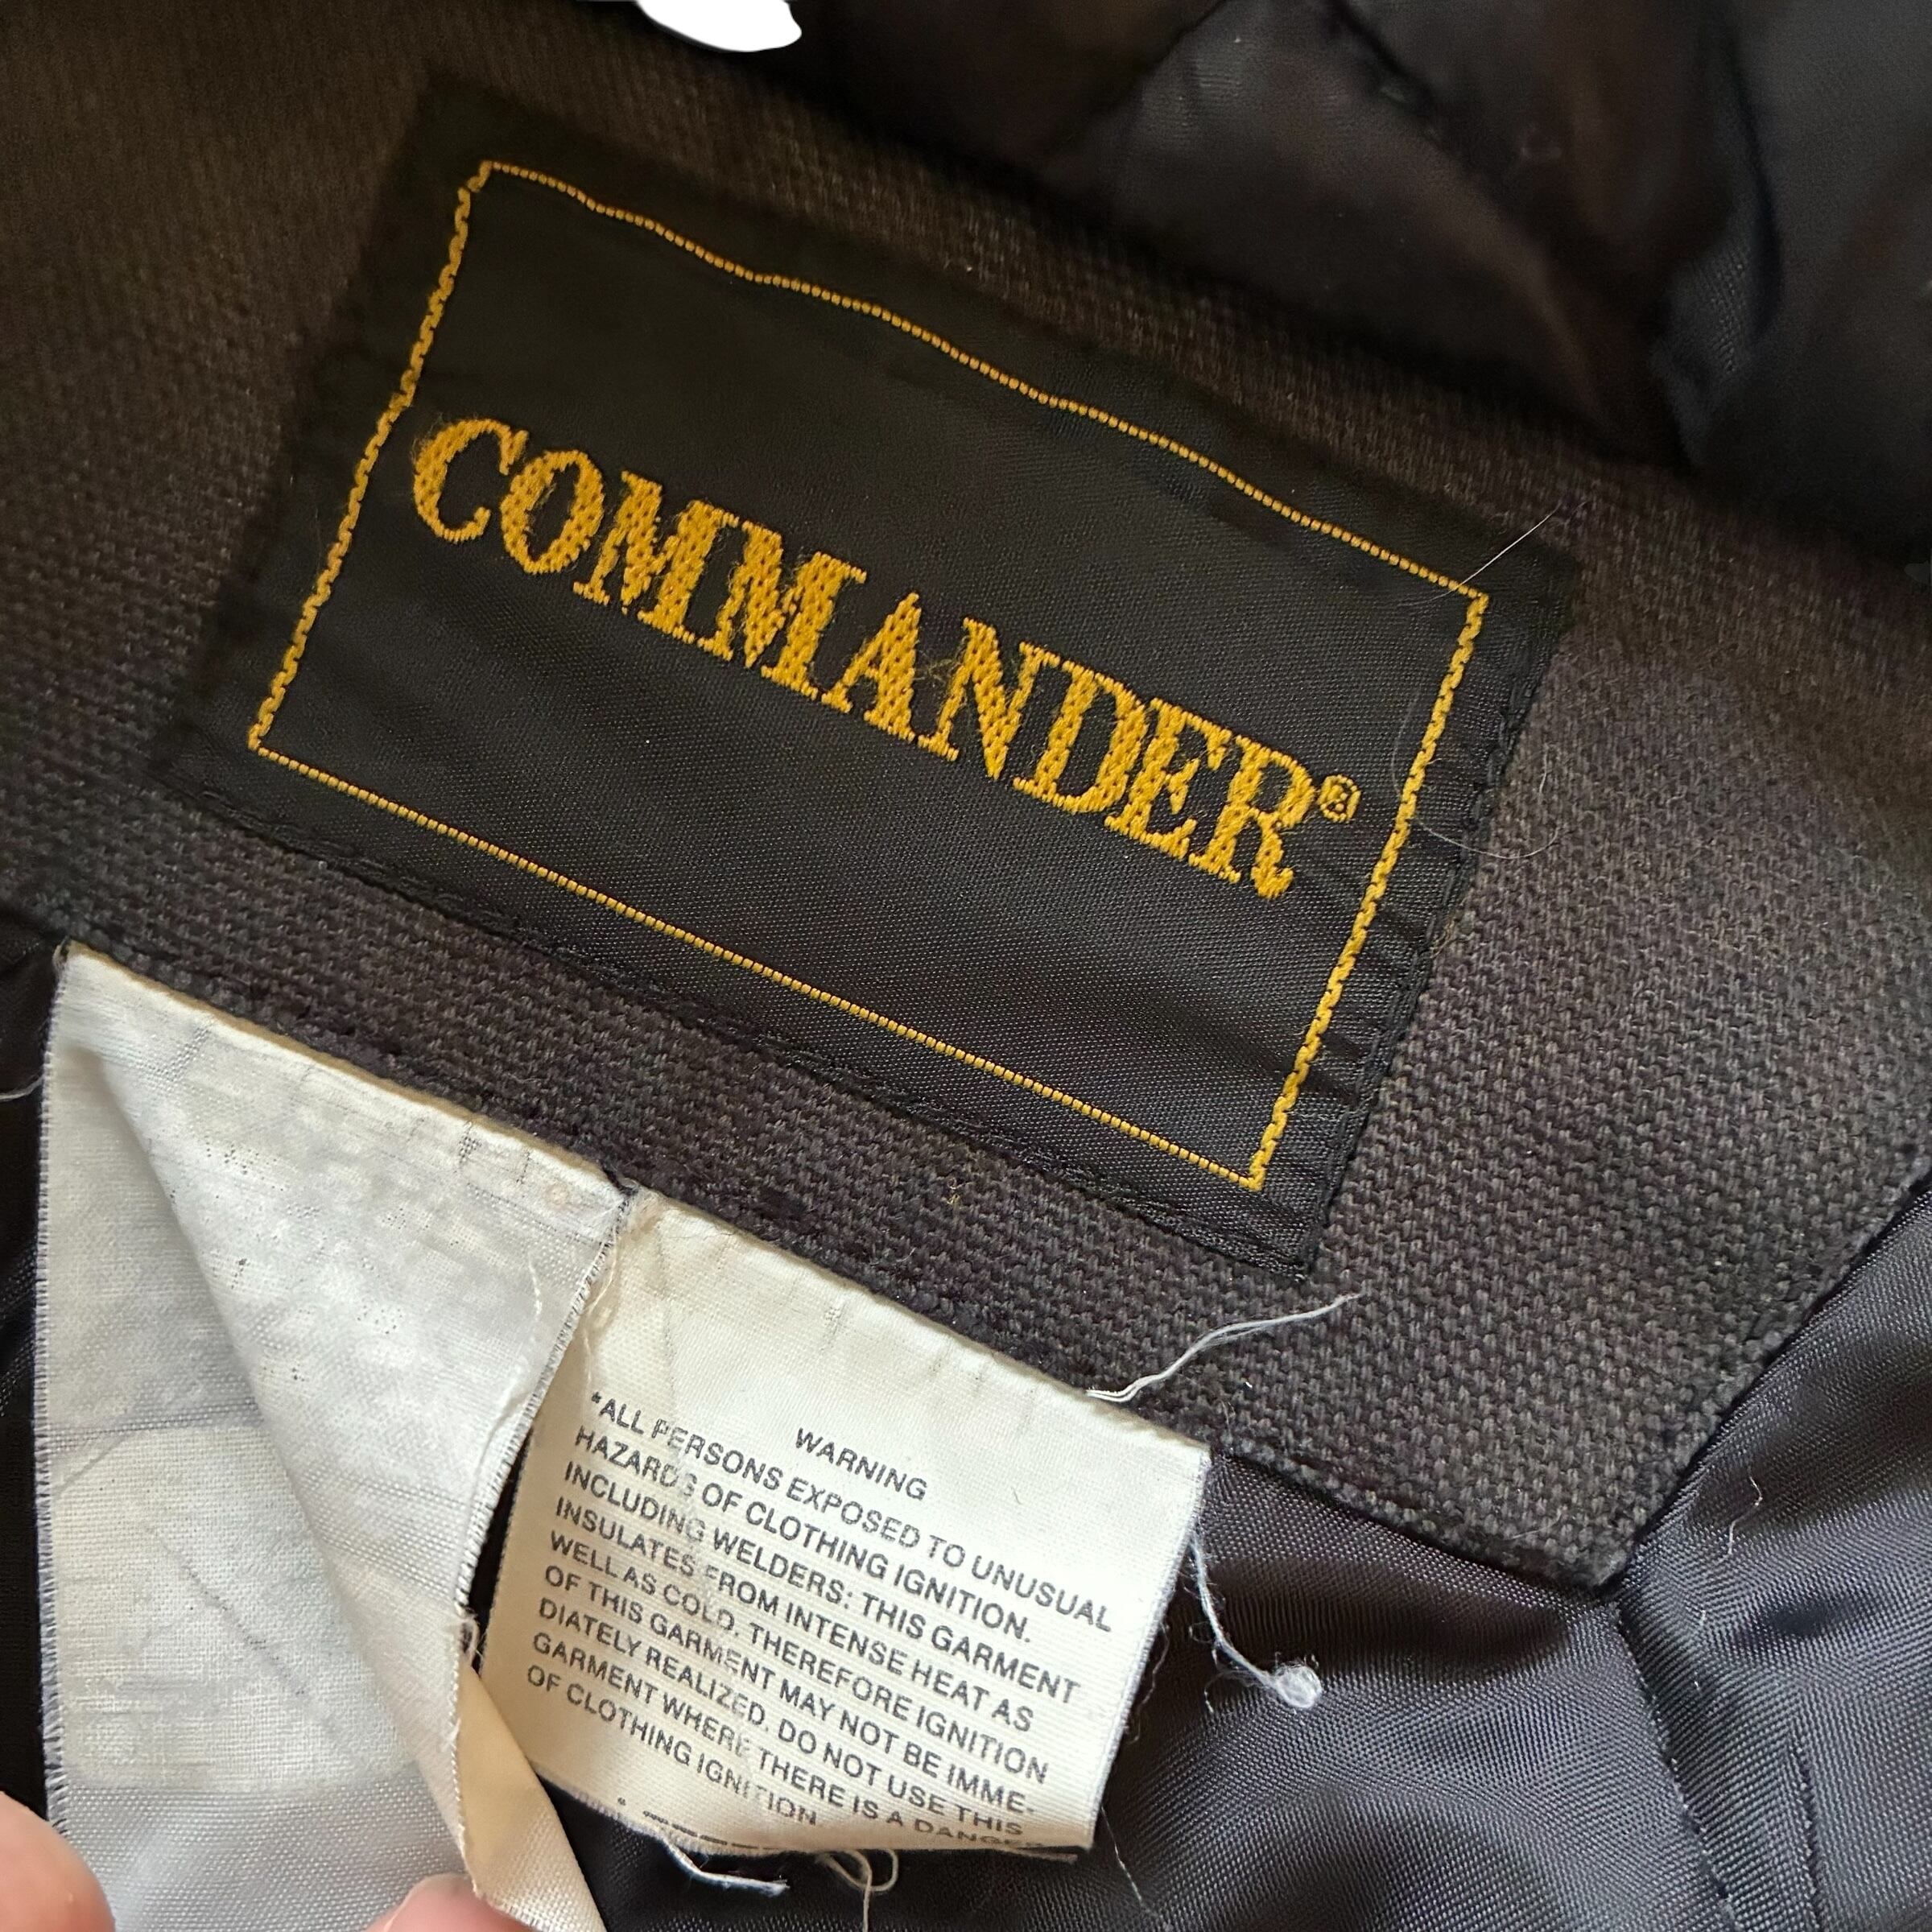 COMMANDER®
WARNING
*ALL PERSONS EXPOSED TO UNUSUAL
HAZARDS OF CLOTHING IGNITION.
INCLUDING WELDERS: THIS GARMENT
INSULATES FROM INTENSE HEAT AS
WELL AS COLD. THEREFORE IGNITION
OF THIS GARMENT MAY NOT BE IMME-
DIATELY REALIZED. DO NOT USE THIS
GARMENT WHERE THERE IS A DANGER
OF CLOTHING IGNITION